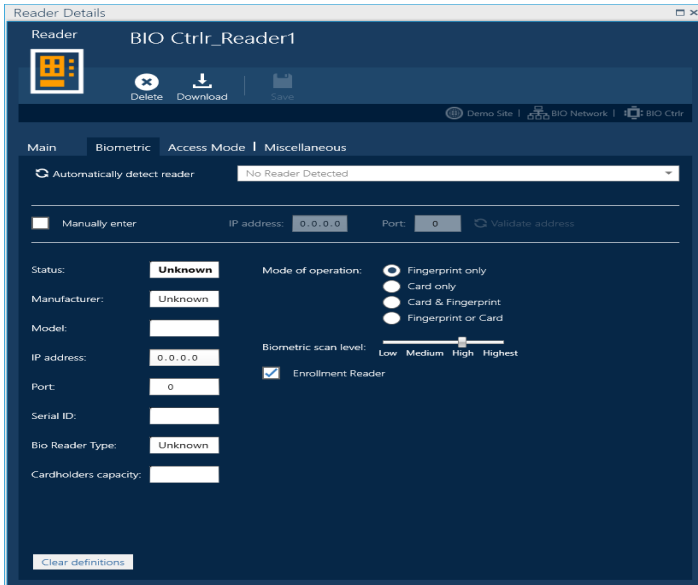 Reader Details
Reader
BIO Ctrlr_Reader1
Delete Download Save
Demo Site | BIO Network | BIO Ctrlr
Main Biometric Access Mode Miscellaneous
Automatically detect reader No Reader Detected
Manually enter IP address: 0.0.0.0 Port: 0 Validate address
Status: Unknown Mode of operation: Fingerprint only
Card only
Manufacturer: Unknown Card & Fingerprint
Fingerprint or Card
Model:
Biometric scan level: Low Medium High Highest
IP address: 0.0.0.0
Enrollment Reader
Port: 0
Serial ID:
Bio Reader Type: Unknown
Cardholders capacity:
Clear definitions